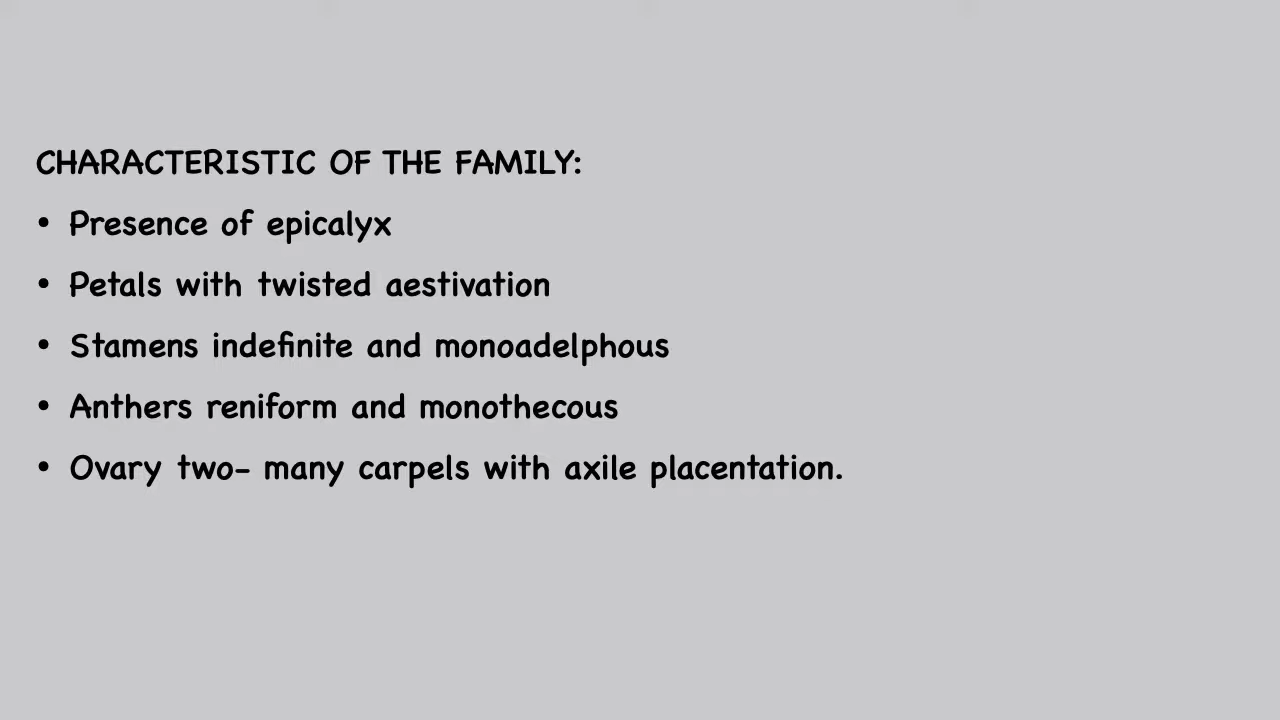 CHARACTERISTIC OF THE FAMILY:
• Presence of epicalyx
• Petals with twisted aestivation
• Stamens indefinite and monoadelphous
• Anthers reniform and monothecous
• Ovary two- many carpels with axile placentation.